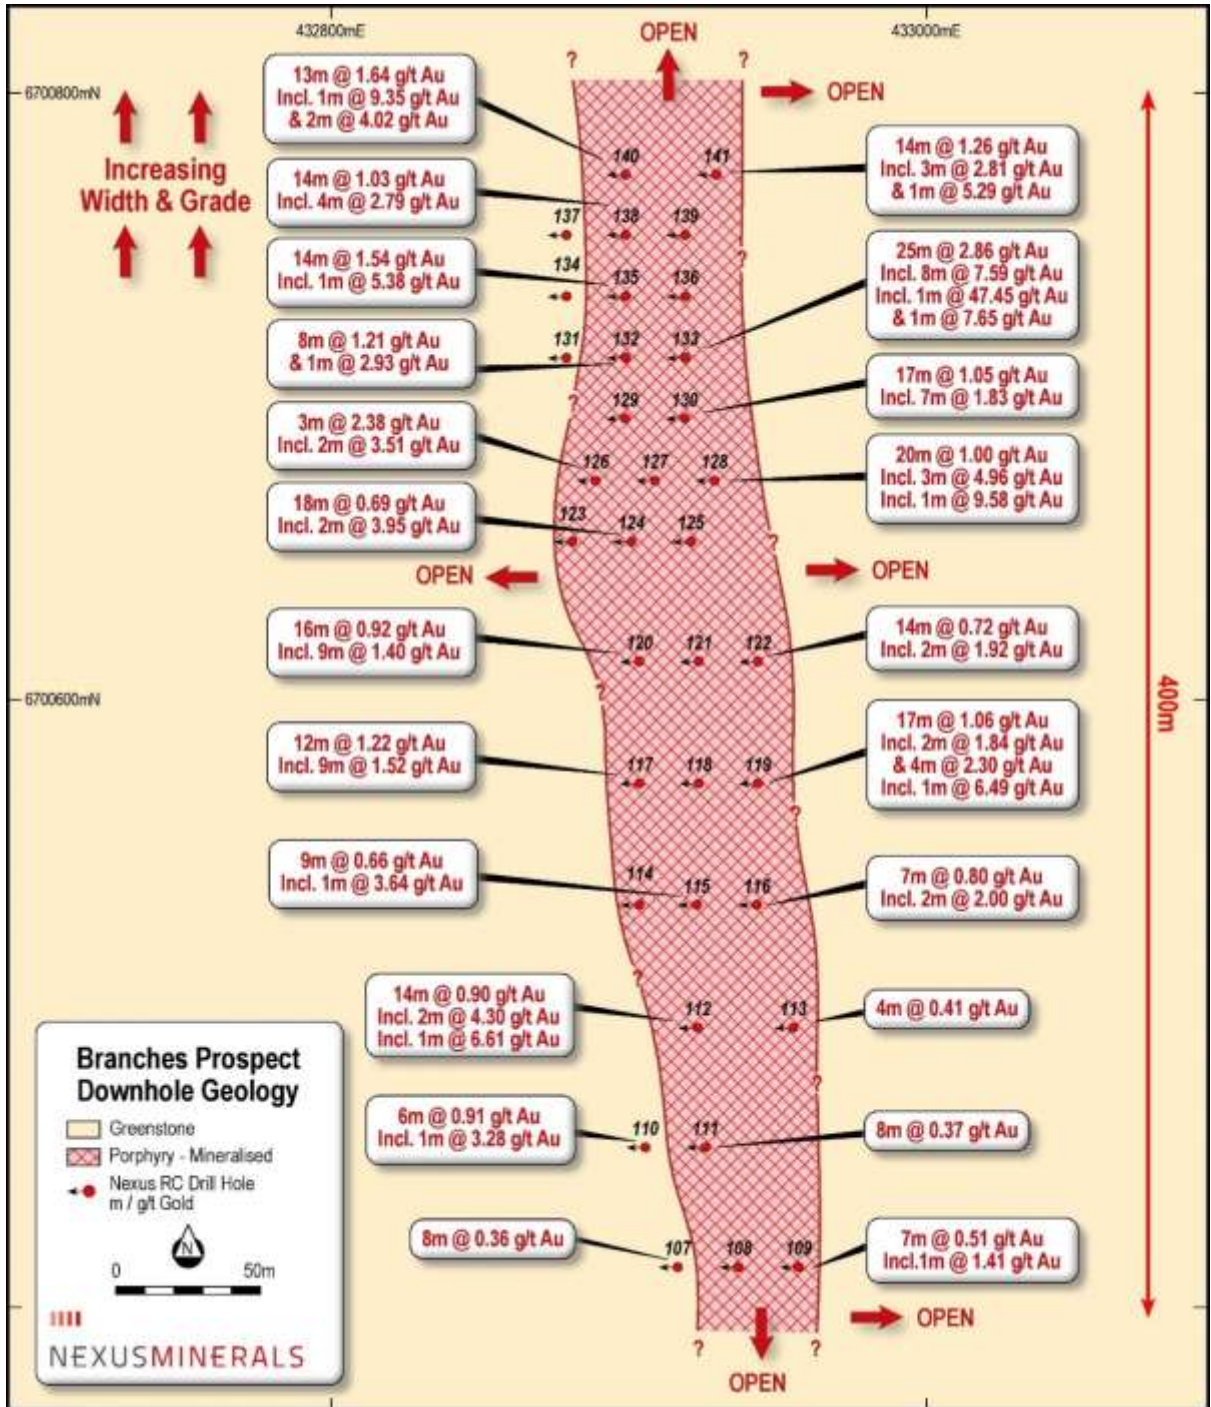 432800mE
433000mE
OPEN
?
?
6700800mN
OPEN
Increasing
Width & Grade
13m @ 1.64 g/t Au
Incl. 1m @ 9.35 g/t Au
& 2m @ 4.02 g/t Au
140
141
14m @ 1.26 g/t Au
Incl. 3m @ 2.81 g/t Au
& 1m @ 5.29 g/t Au
14m @ 1.03 g/t Au
Incl. 4m @ 2.79 g/t Au
137
138
139
?
14m @ 1.54 g/t Au
Incl. 1m @ 5.38 g/t Au
134
135
136
25m @ 2.86 g/t Au
Incl. 8m @ 7.59 g/t Au
Incl. 1m @ 47.45 g/t Au
& 1m @ 7.65 g/t Au
8m @ 1.21 g/t Au
& 1m @ 2.93 g/t Au
131
132
133
17m @ 1.05 g/t Au
Incl. 7m @ 1.83 g/t Au
?
129
130
3m @ 2.38 g/t Au
Incl. 2m @ 3.51 g/t Au
126
127
128
20m @ 1.00 g/t Au
Incl. 3m @ 4.96 g/t Au
Incl. 1m @ 9.58 g/t Au
18m @ 0.69 g/t Au
Incl. 2m @ 3.95 g/t Au
123
124
125
?
OPEN
OPEN
16m @ 0.92 g/t Au
Incl. 9m @ 1.40 g/t Au
120
121
122
14m @ 0.72 g/t Au
Incl. 2m @ 1.92 g/t Au
6700600mN
?
400m
12m @ 1.22 g/t Au
Incl. 9m @ 1.52 g/t Au
117
118
119
17m @ 1.06 g/t Au
Incl. 2m @ 1.84 g/t Au
& 4m @ 2.30 g/t Au
Incl. 1m @ 6.49 g/t Au
?
9m @ 0.66 g/t Au
Incl. 1m @ 3.64 g/t Au
114
115
116
7m @ 0.80 g/t Au
Incl. 2m @ 2.00 g/t Au
?
14m @ 0.90 g/t Au
Incl. 2m @ 4.30 g/t Au
Incl. 1m @ 6.61 g/t Au
112
113
4m @ 0.41 g/t Au
?
6m @ 0.91 g/t Au
Incl. 1m @ 3.28 g/t Au
110
111
8m @ 0.37 g/t Au
8m @ 0.36 g/t Au
107
108
109
7m @ 0.51 g/t Au
Incl.1m @ 1.41 g/t Au
OPEN
?
?
OPEN
Branches Prospect
Downhole Geology
Greenstone
Porphyry - Mineralised
Nexus RC Drill Hole
m / g/t Gold
N
0
50m
NEXUSMINERALS